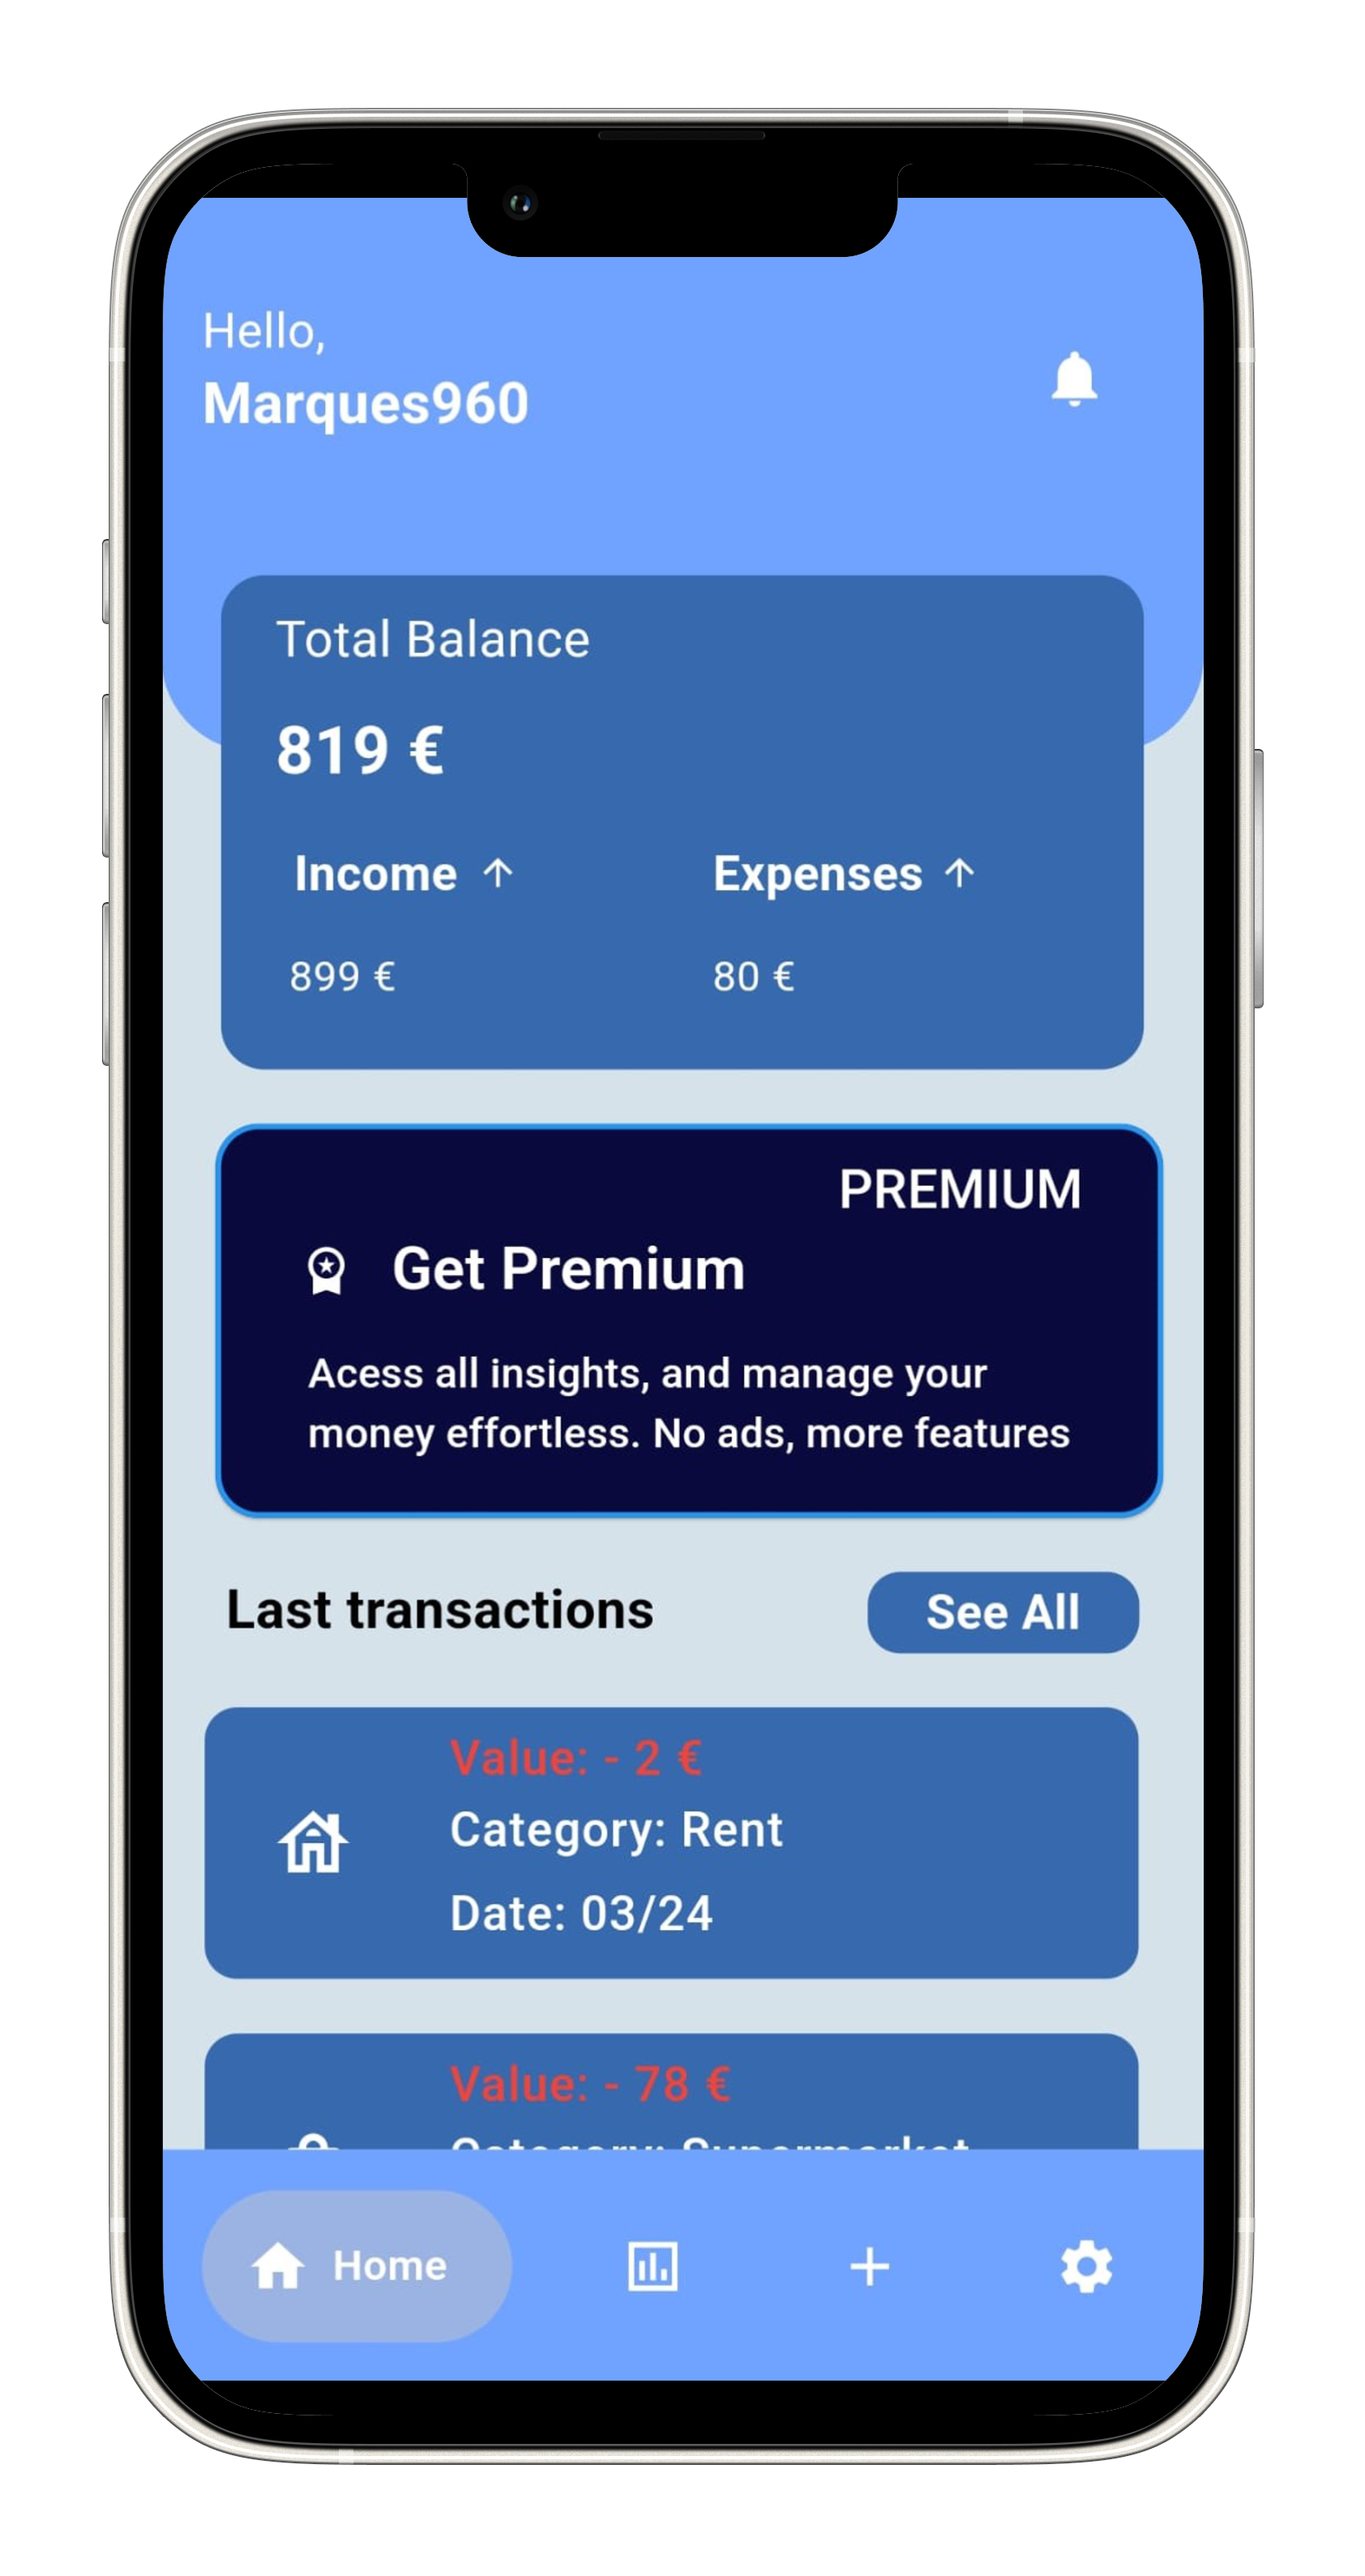 Hello,
Marques960
Total Balance
819 €
Income ↑ Expenses ↑
899 € 80 €
PREMIUM
Get Premium
Acess all insights, and manage your
money effortless. No ads, more features
Last transactions See All
Value: - 2 €
Category: Rent
Date: 03/24
Value: - 78 €
Category: Supermarket
Home